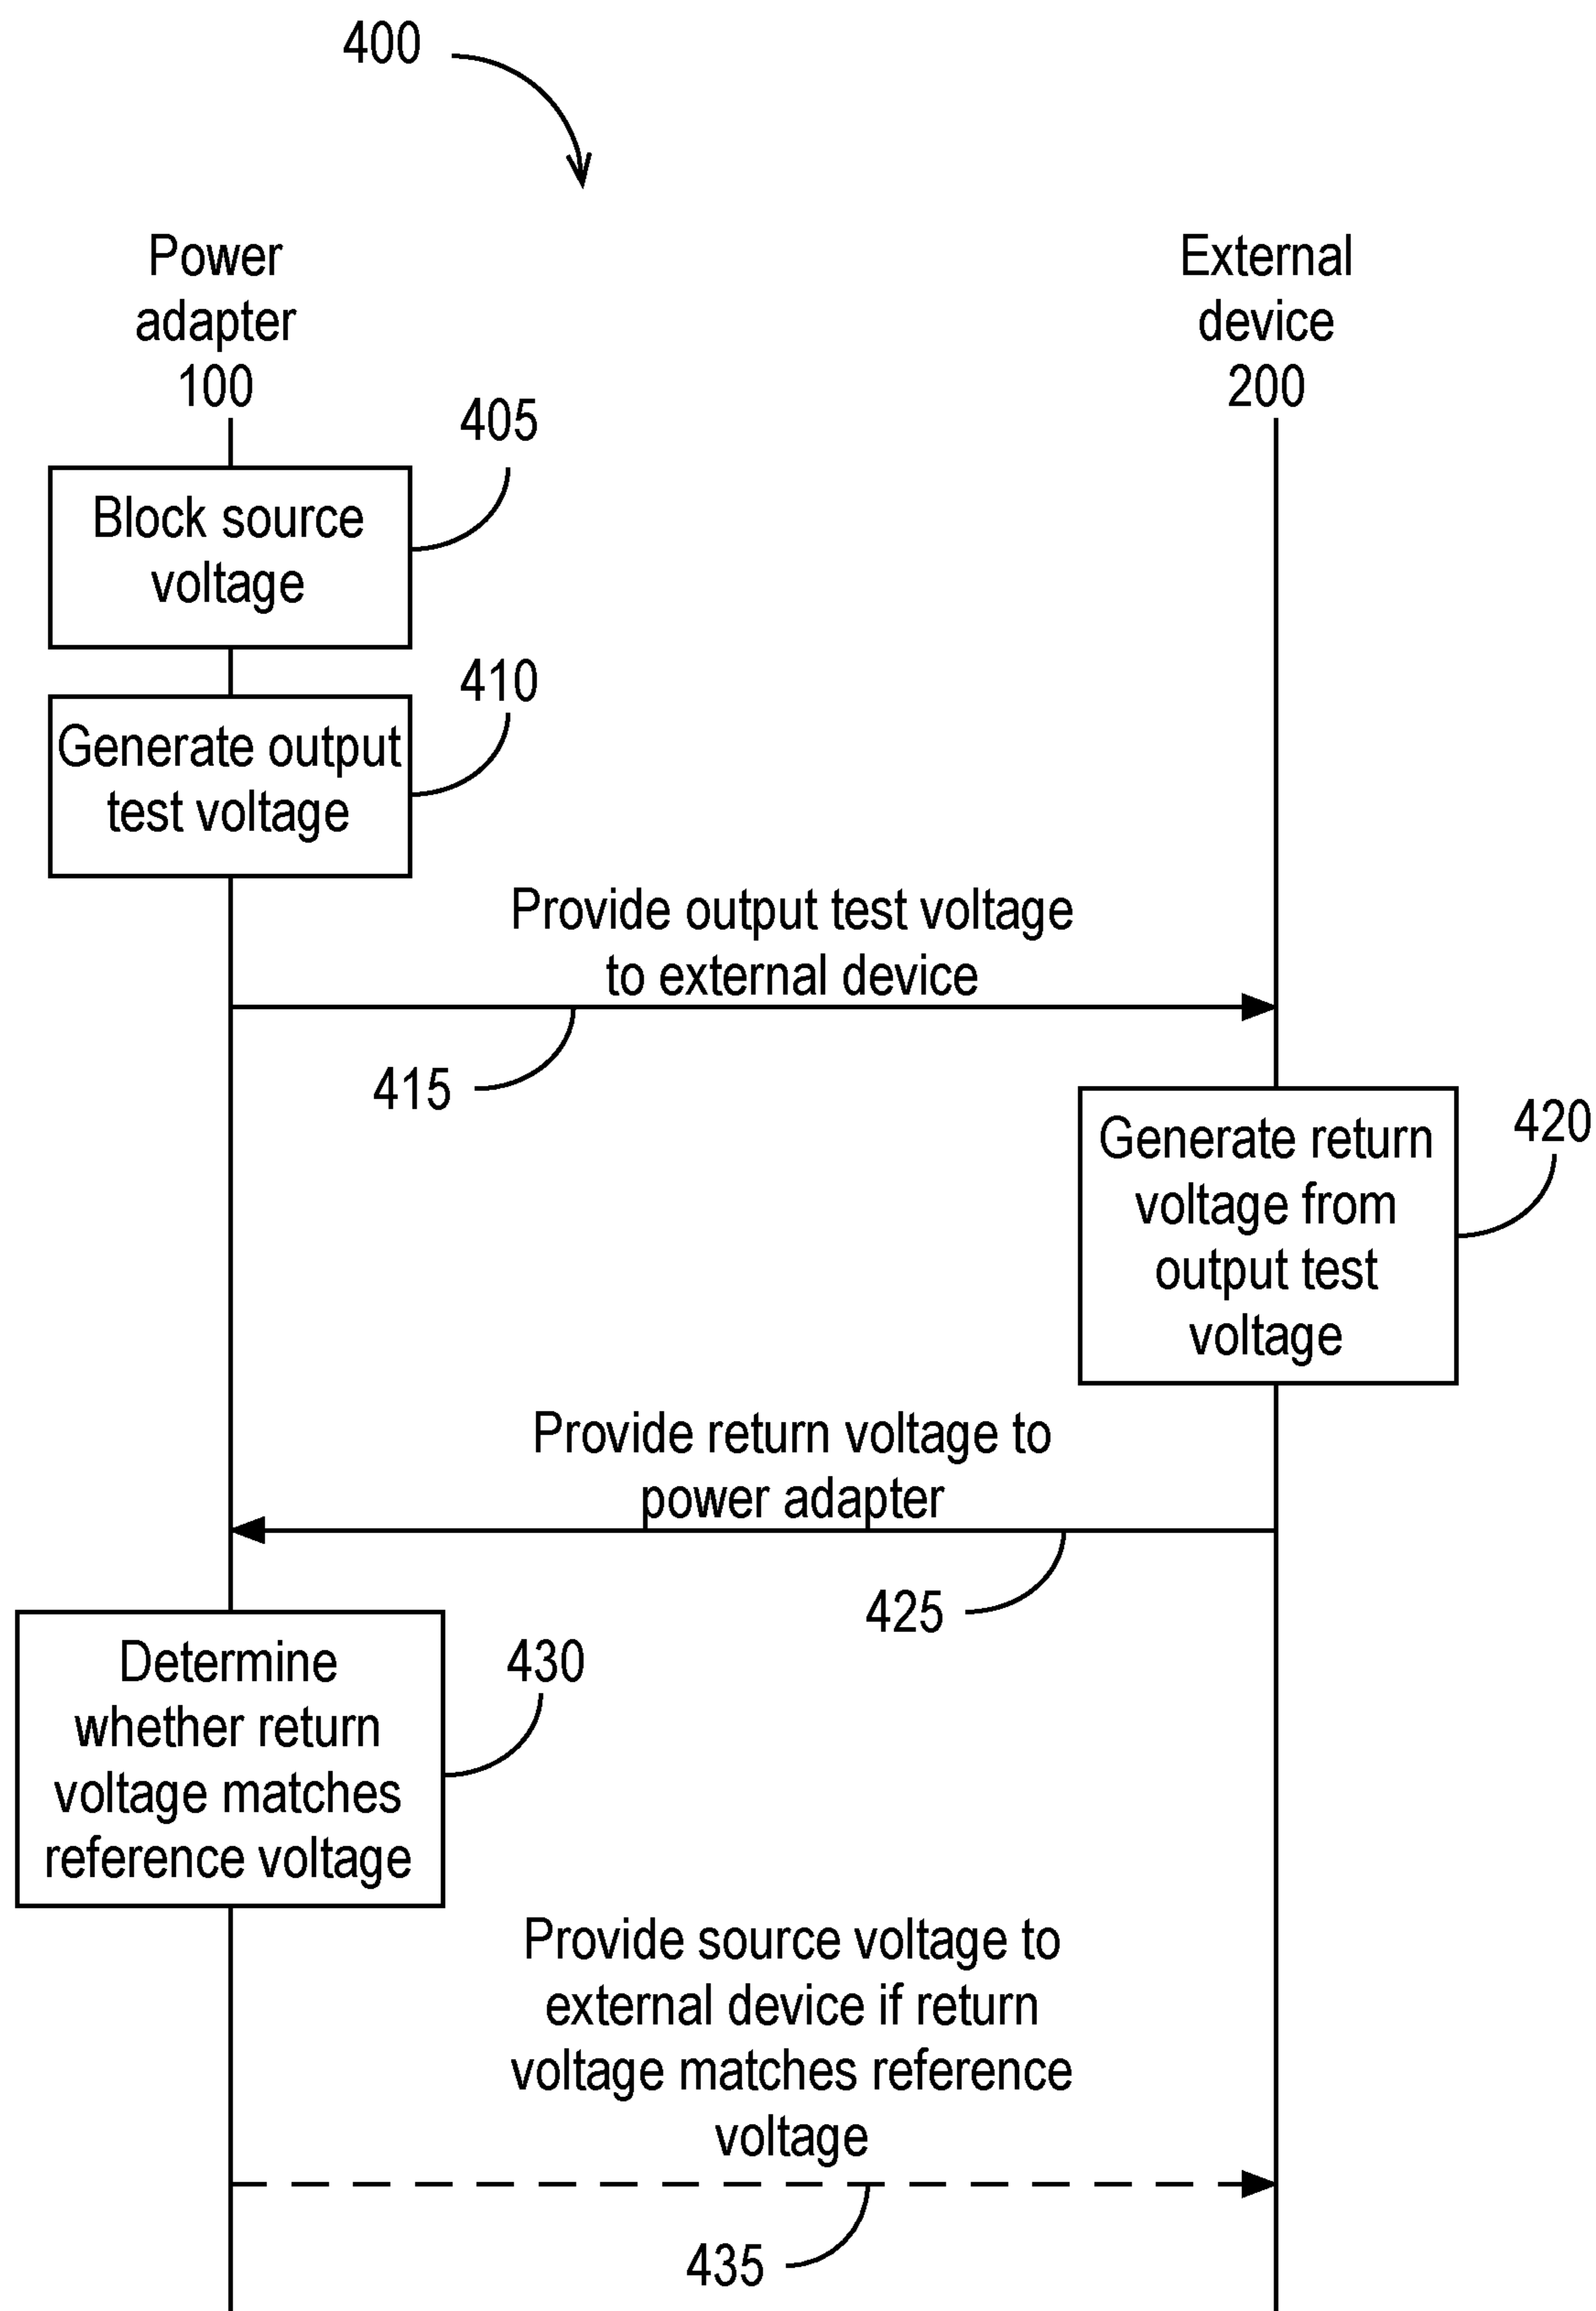 400
Power
adapter
100
External
device
200
405
Block source
voltage
410
Generate output
test voltage
Provide output test voltage
to external device
415
420
Generate return
voltage from
output test
voltage
Provide return voltage to
power adapter
425
430
Determine
whether return
voltage matches
reference voltage
Provide source voltage to
external device if return
voltage matches reference
voltage
435